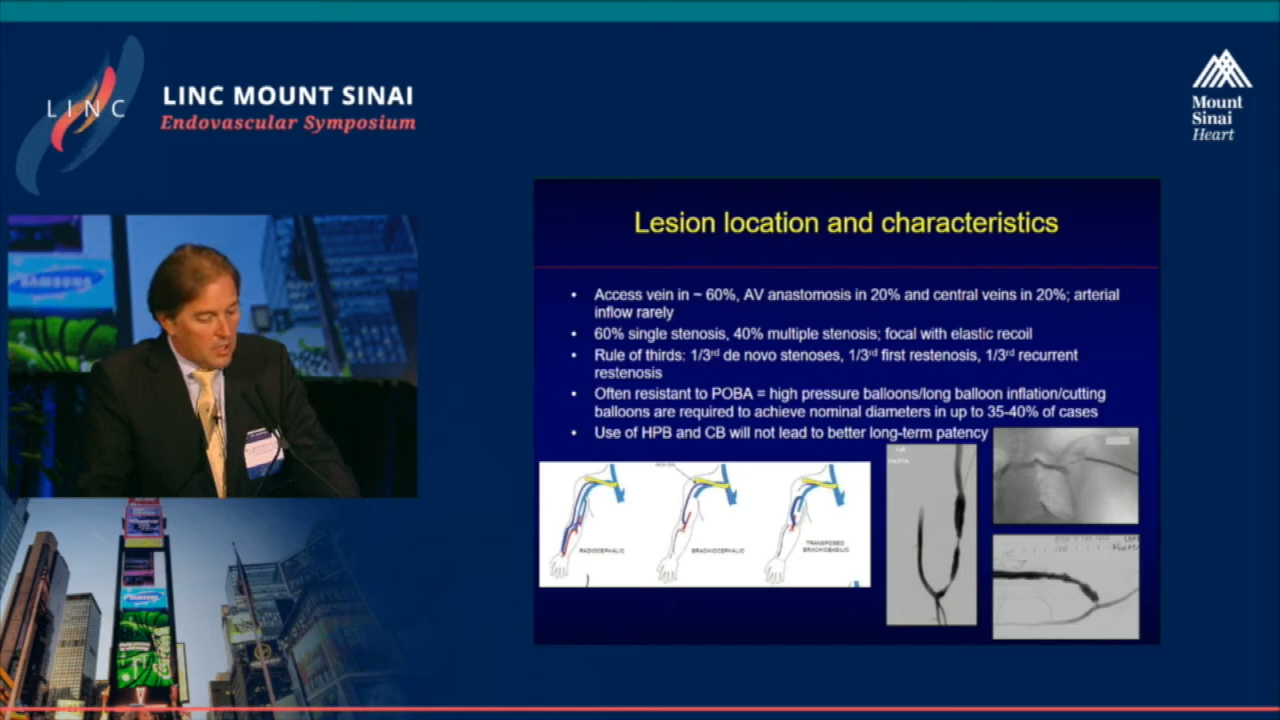 LINC
LINC MOUNT SINAI
Endovascular Symposium
Mount
Sinai
Heart
SAMSUNG
Lesion location and characteristics
• Access vein in ~ 60%, AV anastomosis in 20% and central veins in 20%; arterial
inflow rarely
• 60% single stenosis, 40% multiple stenosis; focal with elastic recoil
• Rule of thirds: 1/3rd de novo stenoses, 1/3rd first restenosis, 1/3rd recurrent
restenosis
• Often resistant to POBA = high pressure balloons/long balloon inflation/cutting
balloons are required to achieve nominal diameters in up to 35-40% of cases
• Use of HPB and CB will not lead to better long-term patency
RADIOCEPHALIC
BRACHIOCEPHALIC
TRANSPOSED
BRACHIOBASILIC